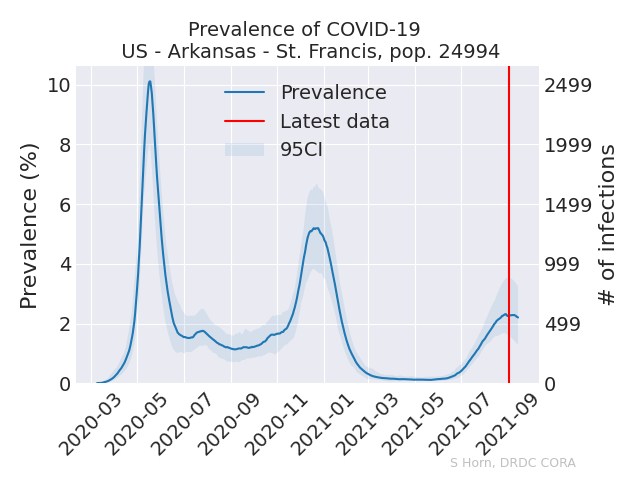 Prevalence of COVID-19
US - Arkansas - St. Francis, pop. 24994
Prevalence
Latest data
95CI
Prevalence (%)
10
8
6
4
2
0
# of infections
2499
1999
1499
999
499
0
2020-03
2020-05
2020-07
2020-09
2020-11
2021-01
2021-03
2021-05
2021-07
2021-09
S Horn, DRDC CORA